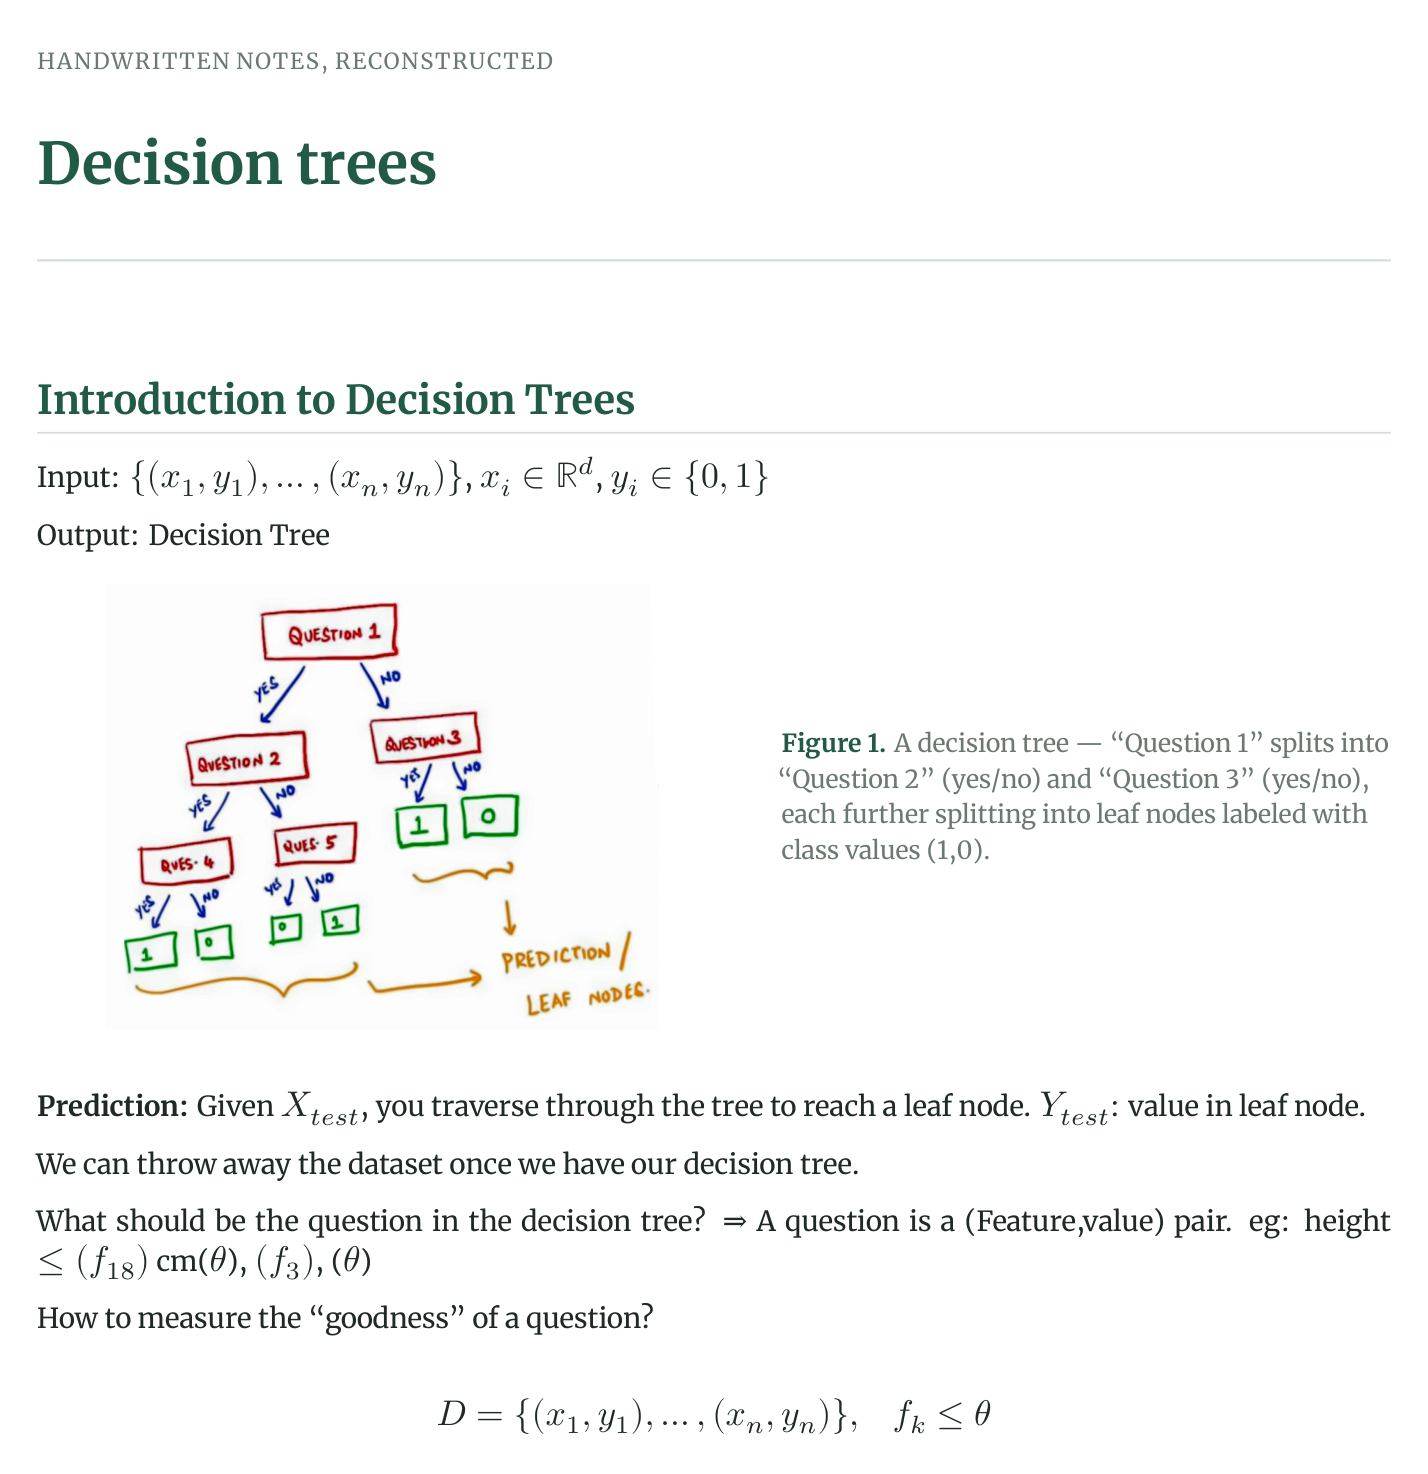 HANDWRITTEN NOTES, RECONSTRUCTED
Decision trees
Introduction to Decision Trees
Input: {(x₁, y₁), … , (xₙ, yₙ)}, xᵢ ∈ ℝᵈ, yᵢ ∈ {0, 1}
Output: Decision Tree
QUESTION 1
YES NO
QUESTION 2 QUESTION 3
YES NO YES NO
1 0
QUES. 4 QUES. 5
YES NO YES NO
1 0 0 1
PREDICTION /
LEAF NODES.
Figure 1. A decision tree — “Question 1” splits into
“Question 2” (yes/no) and “Question 3” (yes/no),
each further splitting into leaf nodes labeled with
class values (1,0).
Prediction: Given X_{test}, you traverse through the tree to reach a leaf node. Y_{test}: value in leaf node.
We can throw away the dataset once we have our decision tree.
What should be the question in the decision tree? ⇒ A question is a (Feature,value) pair. eg: height
≤ (f₁₈) cm(θ), (f₃), (θ)
How to measure the “goodness” of a question?
D = {(x₁, y₁), … , (xₙ, yₙ)}, fₖ ≤ θ